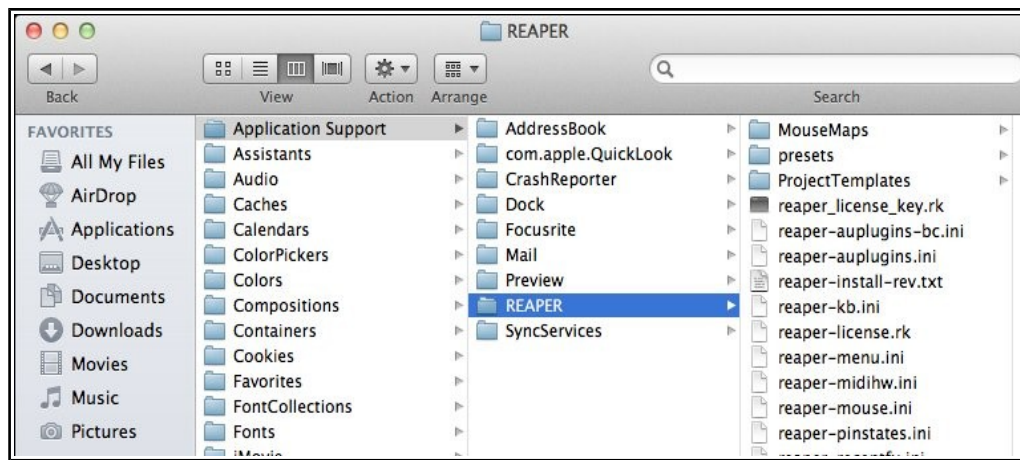 REAPER
Back
View
Action
Arrange
Search
FAVORITES
All My Files
AirDrop
Applications
Desktop
Documents
Downloads
Movies
Music
Pictures
Application Support
Assistants
Audio
Caches
Calendars
ColorPickers
Colors
Compositions
Containers
Cookies
Favorites
FontCollections
Fonts
iMovie
AddressBook
com.apple.QuickLook
CrashReporter
Dock
Focusrite
Mail
Preview
REAPER
SyncServices
MouseMaps
presets
ProjectTemplates
reaper_license_key.rk
reaper-auplugins-bc.ini
reaper-auplugins.ini
reaper-install-rev.txt
reaper-kb.ini
reaper-license.rk
reaper-menu.ini
reaper-midihw.ini
reaper-mouse.ini
reaper-pinstates.ini